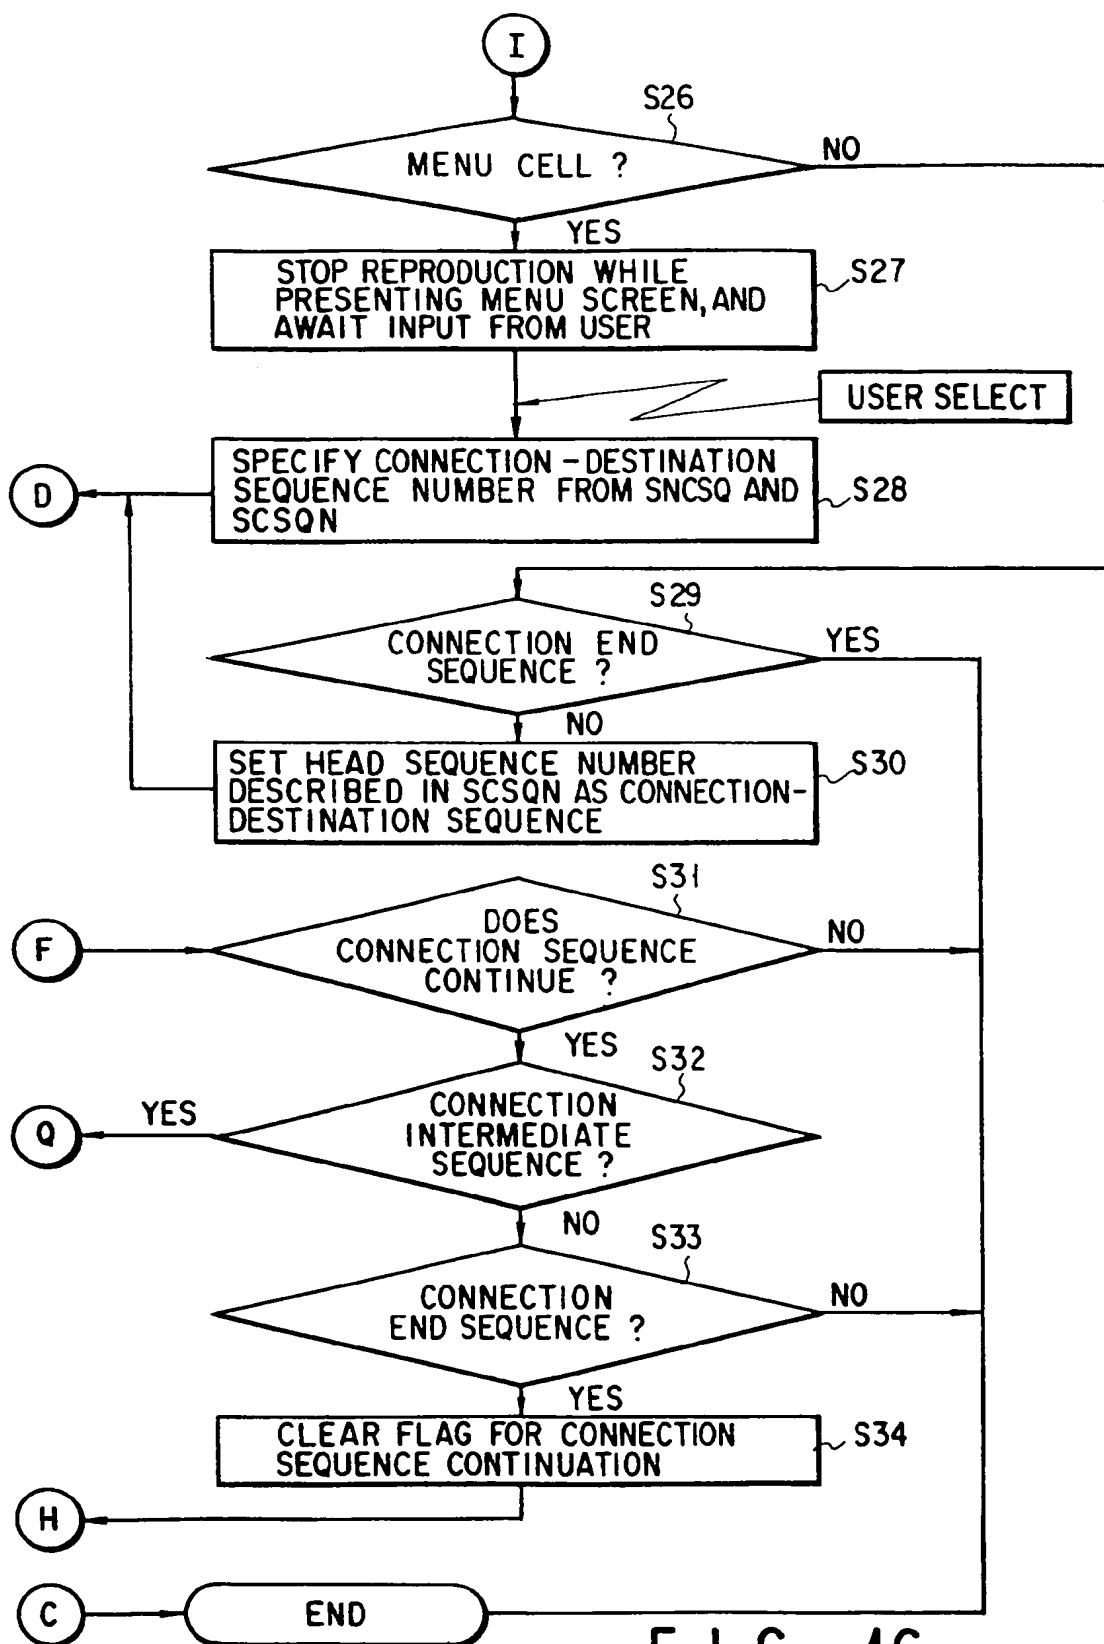 I
S26
MENU CELL ?
NO
YES
STOP REPRODUCTION WHILE
PRESENTING MENU SCREEN, AND
AWAIT INPUT FROM USER
S27
USER SELECT
SPECIFY CONNECTION-DESTINATION
SEQUENCE NUMBER FROM SNCSQ AND
SCSQN
S28
D
S29
CONNECTION END
SEQUENCE ?
YES
NO
SET HEAD SEQUENCE NUMBER
DESCRIBED IN SCSQN AS CONNECTION-
DESTINATION SEQUENCE
S30
S31
F
DOES
CONNECTION SEQUENCE
CONTINUE ?
NO
YES
S32
Q
YES
CONNECTION
INTERMEDIATE
SEQUENCE ?
NO
S33
CONNECTION
END SEQUENCE ?
NO
YES
CLEAR FLAG FOR CONNECTION
SEQUENCE CONTINUATION
S34
H
C
END